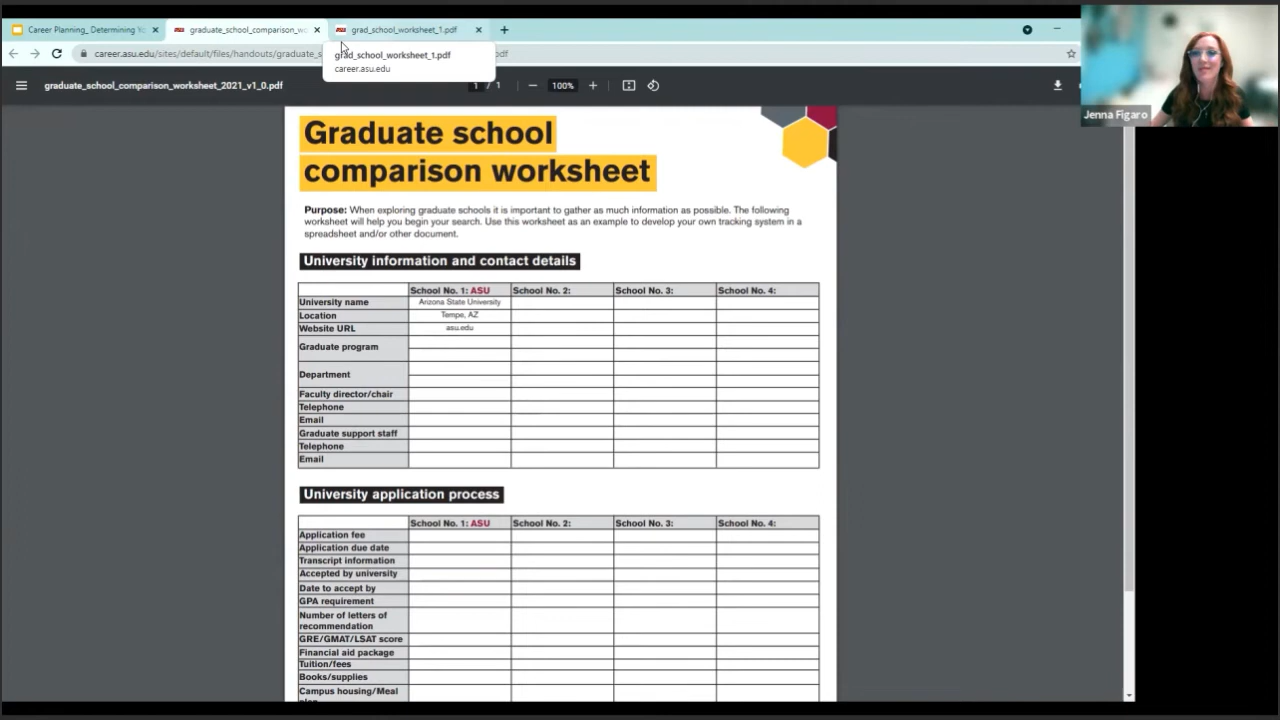 Career Planning_ Determining Yo
graduate_school_comparison_wo
grad_school_worksheet_1.pdf
career.asu.edu/sites/default/files/handouts/graduate_s
df
grad_school_worksheet_1.pdf
career.asu.edu
graduate_school_comparison_worksheet_2021_v1_0.pdf
1 / 1
100%
Jenna Figaro
Graduate school
comparison worksheet
Purpose: When exploring graduate schools it is important to gather as much information as possible. The following
worksheet will help you begin your search. Use this worksheet as an example to develop your own tracking system in a
spreadsheet and/or other document.
University information and contact details
School No. 1: ASU School No. 2: School No. 3: School No. 4:
University name Arizona State University
Location Tempe, AZ
Website URL asu.edu
Graduate program
Department
Faculty director/chair
Telephone
Email
Graduate support staff
Telephone
Email
University application process
School No. 1: ASU School No. 2: School No. 3: School No. 4:
Application fee
Application due date
Transcript information
Accepted by university
Date to accept by
GPA requirement
Number of letters of
recommendation
GRE/GMAT/LSAT score
Financial aid package
Tuition/fees
Books/supplies
Campus housing/Meal